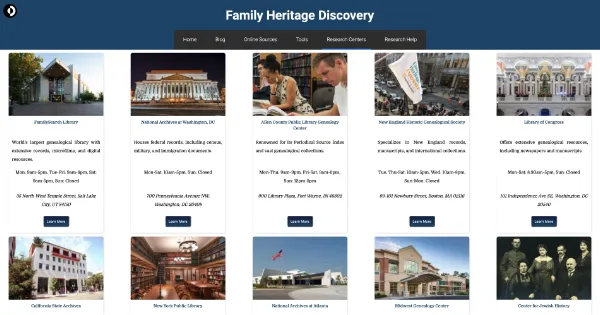 Family Heritage Discovery
Home Blog Online Sources Tools Research Centers Research Help
FamilySearch Library
World's largest genealogical library with
extensive records, microfilms, and digital
resources.
Mon: 9am-5pm, Tue-Fri: 9am-8pm, Sat:
9am-5pm, Sun: Closed
35 North West Temple Street, Salt Lake
City, UT 84150
Learn More
National Archives at Washington, DC
Houses federal records, including census,
military, and immigration documents.
Mon-Sat: 10am-5pm, Sun: Closed
700 Pennsylvania Avenue NW,
Washington, DC 20408
Learn More
Allen County Public Library Genealogy
Center
Renowned for its Periodical Source Index
and vast genealogical collections.
Mon-Thu: 9am-8pm, Fri-Sat: 9am-6pm,
Sun: 12pm-5pm
900 Library Plaza, Fort Wayne, IN 46802
Learn More
New England Historic Genealogical Society
Specializes in New England records,
manuscripts, and international collections.
Tue, Thu-Sat: 10am-5pm, Wed: 10am-9pm,
Sun-Mon: Closed
99-101 Newbury Street, Boston, MA 02116
Learn More
Library of Congress
Offers extensive genealogical resources,
including newspapers and manuscripts.
Mon-Sat: 8:30am-5pm, Sun: Closed
101 Independence Ave SE, Washington, DC
20540
Learn More
California State Archives
New York Public Library
National Archives at Atlanta
Midwest Genealogy Center
Center for Jewish History